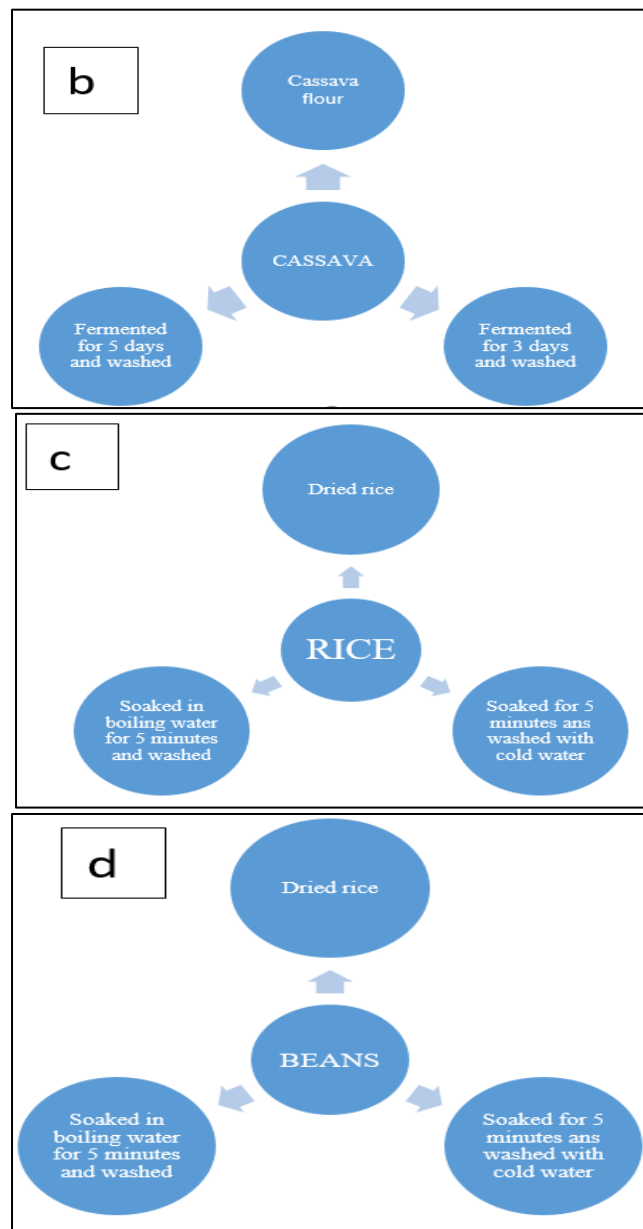 b
Cassava
flour
CASSAVA
Fermented
for 5 days
and washed
Fermented
for 3 days
and washed
c
Dried rice
RICE
Soaked in
boiling water
for 5 minutes
and washed
Soaked for 5
minutes ans
washed with
cold water
d
Dried rice
BEANS
Soaked in
boiling water
for 5 minutes
and washed
Soaked for 5
minutes ans
washed with
cold water